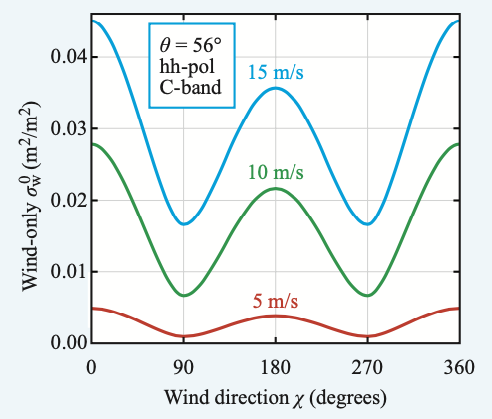 θ = 56°
hh-pol
C-band
15 m/s
10 m/s
5 m/s
Wind-only σ⁰w (m²/m²)
0.04
0.03
0.02
0.01
0.00
0 90 180 270 360
Wind direction χ (degrees)